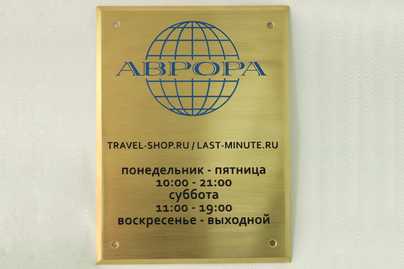 АВРОРА
TRAVEL-SHOP.RU / LAST-MINUTE.RU
понедельник - пятница
10:00 - 21:00
суббота
11:00 - 19:00
воскресенье - выходной